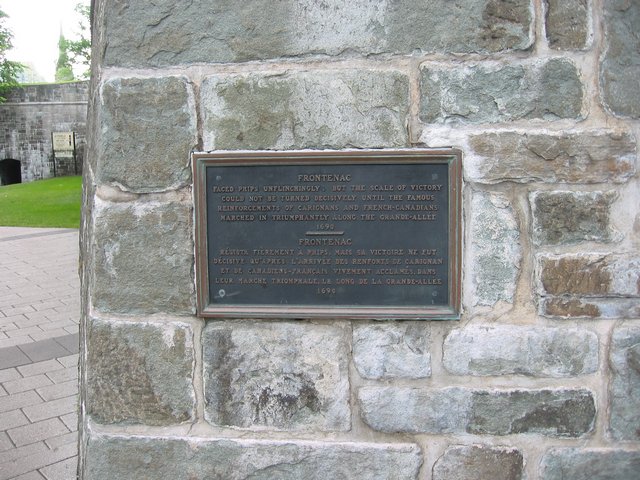 FRONTENAC
FACED PHIPS UNFLINCHINGLY, BUT THE SCALE OF VICTORY
COULD NOT BE TURNED DECISIVELY UNTIL THE FAMOUS
REINFORCEMENTS OF CARIGNANS AND FRENCH-CANADIANS
MARCHED IN TRIUMPHANTLY ALONG THE GRANDE-ALLEE
1690
FRONTENAC
RÉSISTA FIÈREMENT À PHIPS, MAIS SA VICTOIRE NE FUT
DÉCISIVE QU'APRÈS L'ARRIVÉE DES RENFORTS DE CARIGNAN
ET DE CANADIENS-FRANÇAIS VIVEMENT ACCLAMÉS, DANS
LEUR MARCHE TRIOMPHALE, LE LONG DE LA GRANDE-ALLÉE
1690